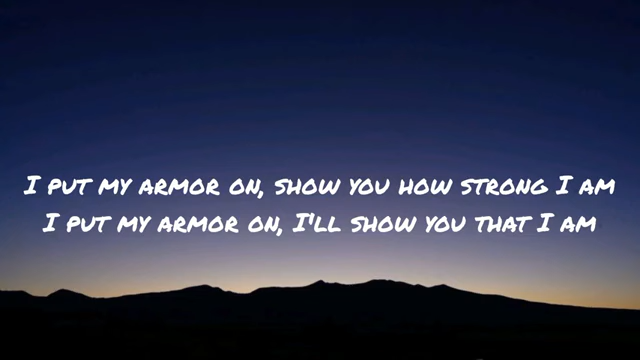 I PUT MY ARMOR ON, SHOW YOU HOW STRONG I AM
I PUT MY ARMOR ON, I'LL SHOW YOU THAT I AM